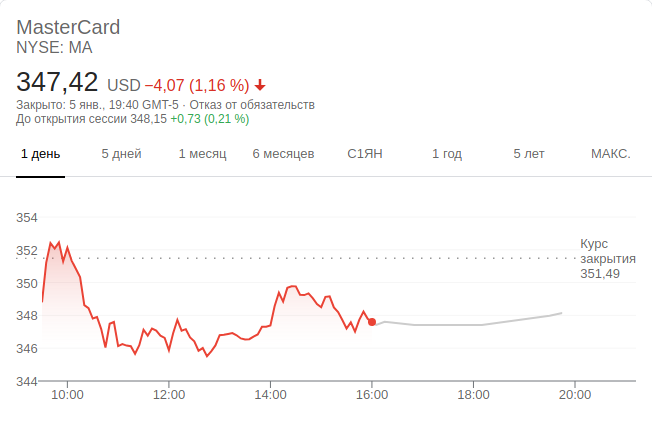 MasterCard
NYSE: MA
347,42 USD −4,07 (1,16 %)
Закрыто: 5 янв., 19:40 GMT-5 · Отказ от обязательств
До открытия сессии 348,15 +0,73 (0,21 %)
1 день 5 дней 1 месяц 6 месяцев С1ЯН 1 год 5 лет МАКС.
354
352
350
348
346
344
Курс
закрытия
351,49
10:00 12:00 14:00 16:00 18:00 20:00